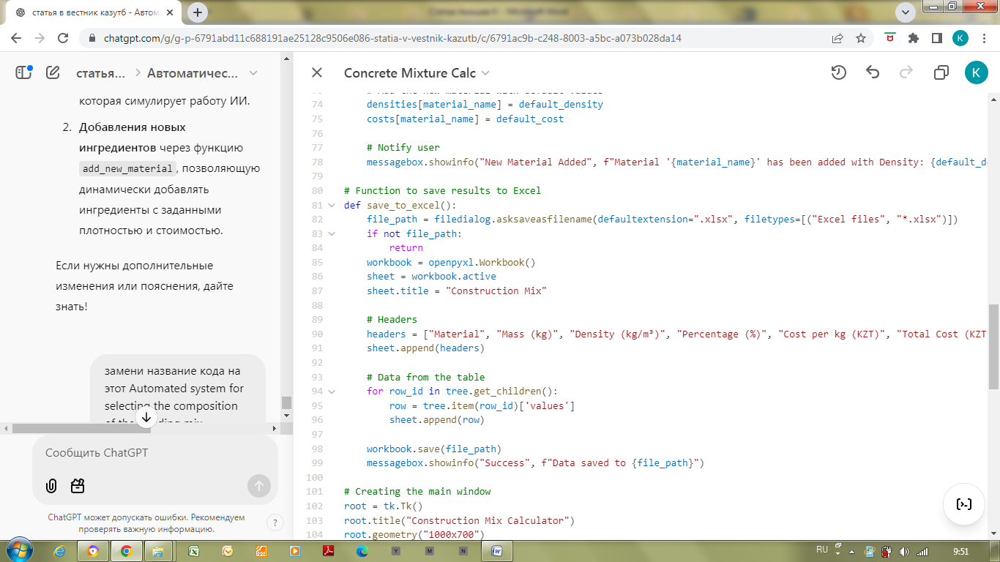 статья в вестник казутб - Автом
chatgpt.com/g/g-p-6791abd11c688191ae25128c9506e086-statia-v-vestnik-kazutb/c/6791ac9b-c248-8003-a5bc-a073b028da14
K
статья... > Автоматичес...
которая симулирует работу ИИ.
2. Добавления новых
ингредиентов через функцию
add_new_material, позволяющую
динамически добавлять
ингредиенты с заданными
плотностью и стоимостью.
Если нужны дополнительные
изменения или пояснения, дайте
знать!
замени название кода на
этот Automated system for
selecting the composition
Сообщить ChatGPT
ChatGPT может допускать ошибки. Рекомендуем
проверять важную информацию.
?
Concrete Mixture Calc
K
74 densities[material_name] = default_density
75 costs[material_name] = default_cost
76
77 # Notify user
78 messagebox.showinfo("New Material Added", f"Material '{material_name}' has been added with Density: {default_de
79
80 # Function to save results to Excel
81 def save_to_excel():
82 file_path = filedialog.asksaveasfilename(defaultextension=".xlsx", filetypes=[("Excel files", "*.xlsx")])
83 if not file_path:
84 return
85 workbook = openpyxl.Workbook()
86 sheet = workbook.active
87 sheet.title = "Construction Mix"
88
89 # Headers
90 headers = ["Material", "Mass (kg)", "Density (kg/m³)", "Percentage (%)", "Cost per kg (KZT)", "Total Cost (KZT
91 sheet.append(headers)
92
93 # Data from the table
94 for row_id in tree.get_children():
95 row = tree.item(row_id)['values']
96 sheet.append(row)
97
98 workbook.save(file_path)
99 messagebox.showinfo("Success", f"Data saved to {file_path}")
100
101 # Creating the main window
102 root = tk.Tk()
103 root.title("Construction Mix Calculator")
104 root.geometry("1000x700")
Y M N
RU
9:51